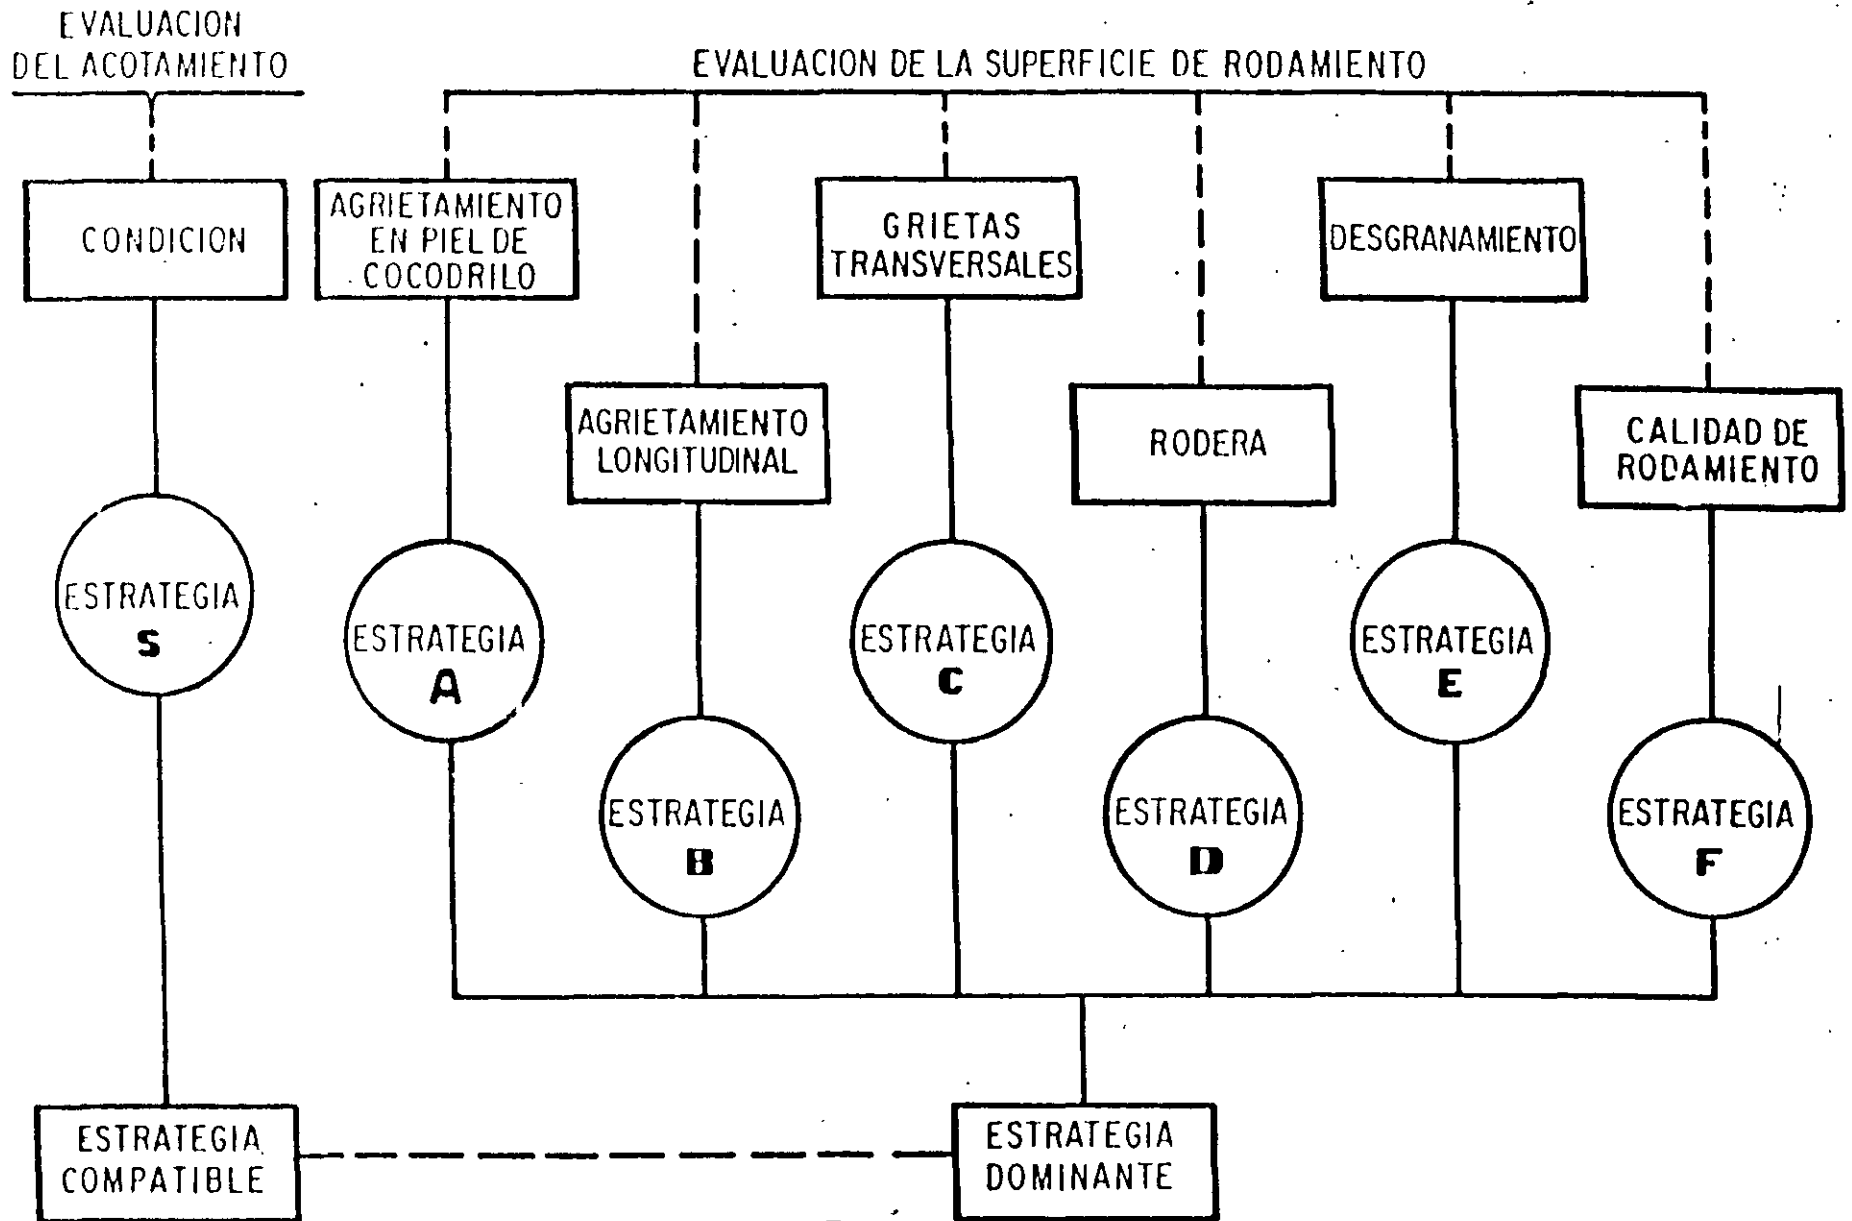 EVALUACION
DEL ACOTAMIENTO
EVALUACION DE LA SUPERFICIE DE RODAMIENTO
CONDICION
AGRIETAMIENTO
EN PIEL DE
COCODRILO
GRIETAS
TRANSVERSALES
DESGRANAMIENTO
AGRIETAMIENTO
LONGITUDINAL
RODERA
CALIDAD DE
RODAMIENTO
ESTRATEGIA
S
ESTRATEGIA
A
ESTRATEGIA
C
ESTRATEGIA
E
ESTRATEGIA
B
ESTRATEGIA
D
ESTRATEGIA
F
ESTRATEGIA
COMPATIBLE
ESTRATEGIA
DOMINANTE